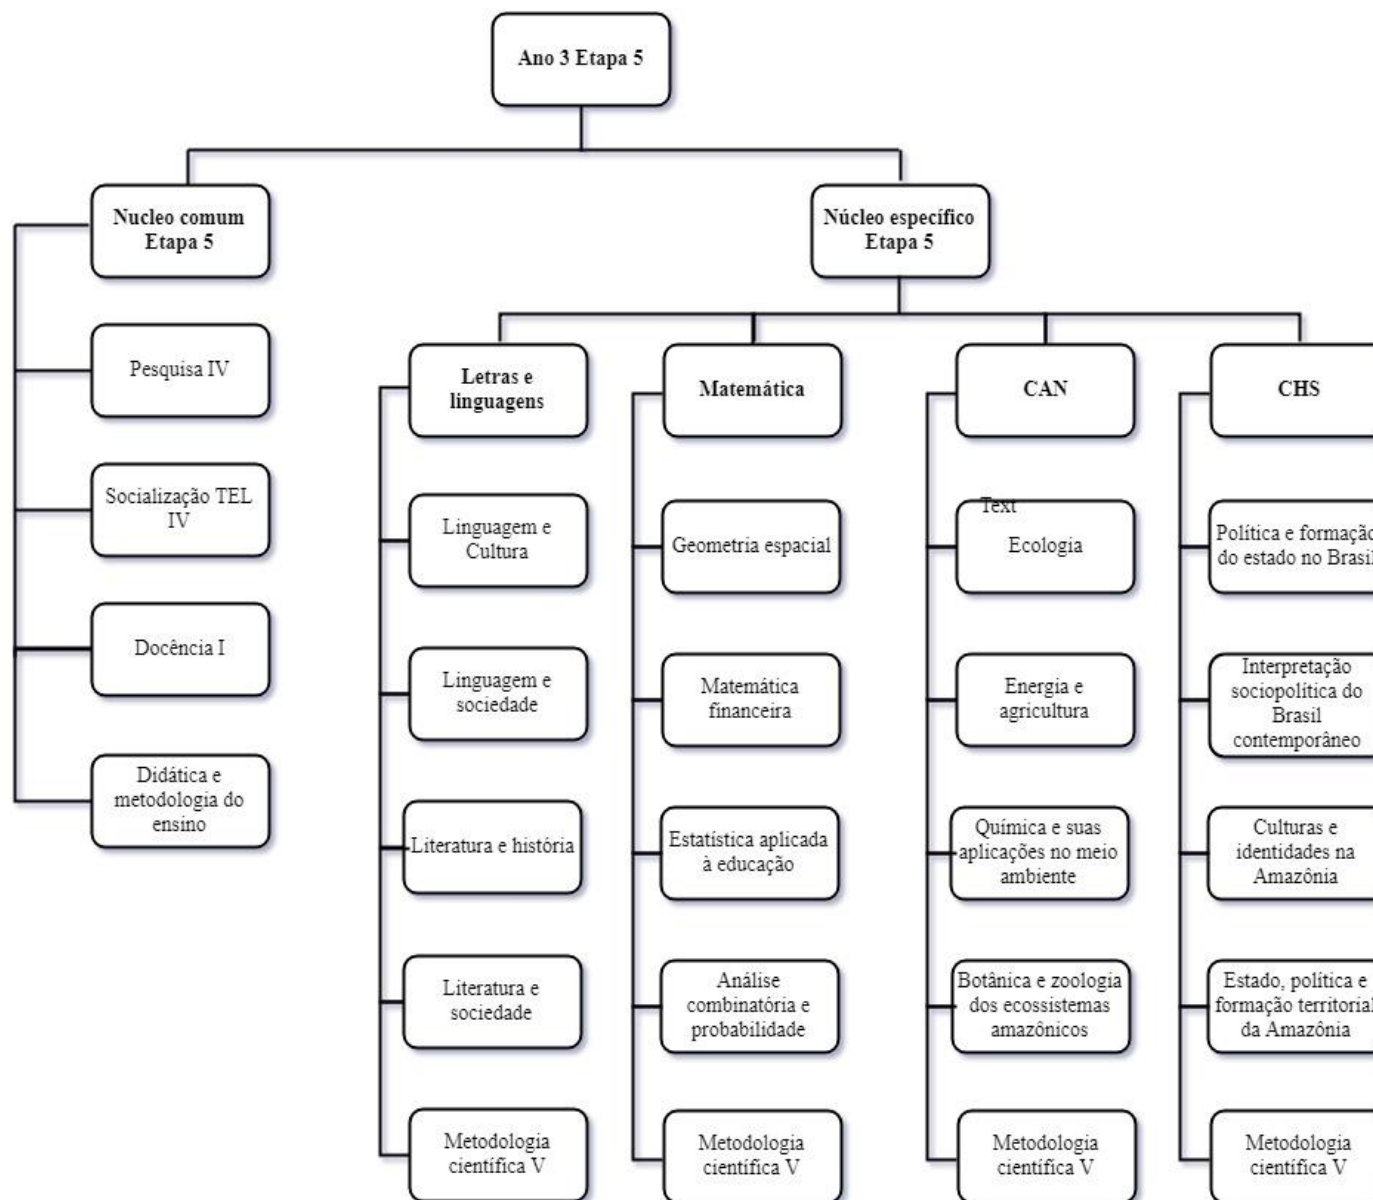 Ano 3 Etapa 5
Nucleo comum
Etapa 5
Pesquisa IV
Socialização TEL
IV
Docência I
Didática e
metodologia do
ensino
Núcleo específico
Etapa 5
Letras e
linguagens
Linguagem e
Cultura
Linguagem e
sociedade
Literatura e história
Literatura e
sociedade
Metodologia
científica V
Matemática
Geometria espacial
Matemática
financeira
Estatística aplicada
à educação
Análise
combinatória e
probabilidade
Metodologia
científica V
CAN
Text
Ecologia
Energia e
agricultura
Química e suas
aplicações no meio
ambiente
Botânica e zoologia
dos ecossistemas
amazônicos
Metodologia
científica V
CHS
Política e formação
do estado no Brasil
Interpretação
sociopolítica do
Brasil
contemporâneo
Culturas e
identidades na
Amazônia
Estado, política e
formação territorial
da Amazônia
Metodologia
científica V